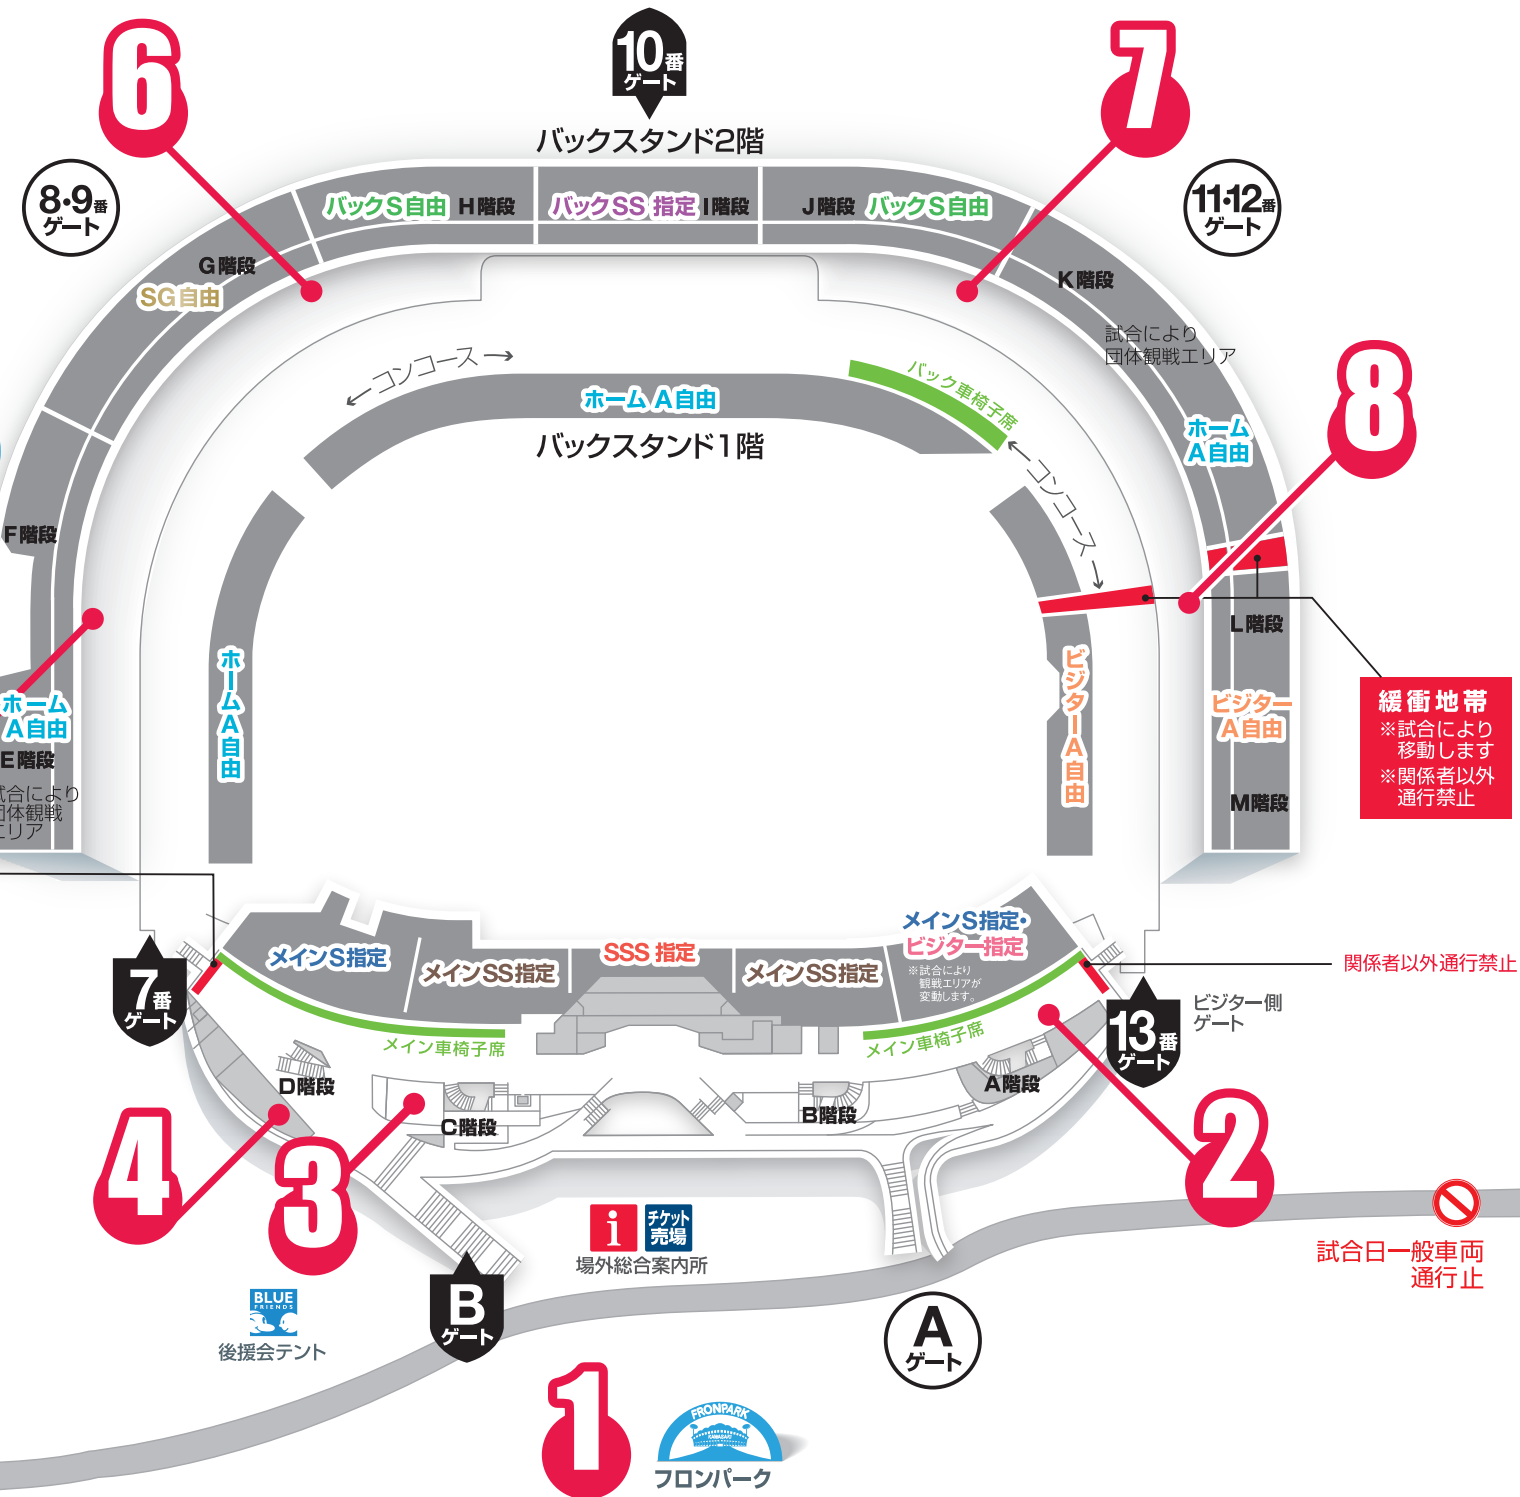 6
10番
ゲート
7
バックスタンド2階
8・9番
ゲート
11・12番
ゲート
バックS自由 H階段
バックSS 指定 I階段
J階段 バックS自由
G階段
SG自由
K階段
試合により
団体観戦エリア
8
コンコース
バック車椅子席
ホーム A自由
バックスタンド1階
ホーム
A自由
コンコース
F階段
L階段
ホームA自由
ビジターA自由
ホーム
A自由
E階段
試合により
団体観戦
エリア
ビジター
A自由
M階段
緩衝地帯
※試合により
移動します
※関係者以外
通行禁止
メインS指定
メインSS指定
SSS 指定
メインSS指定
メインS指定・
ビジター指定
※試合により
観戦エリアが
変動します。
関係者以外通行禁止
7番
ゲート
13番
ゲート
ビジター側
ゲート
メイン車椅子席
メイン車椅子席
D階段
C階段
B階段
A階段
4
3
2
i
チケット
売場
場外総合案内所
試合日一般車両
通行止
BLUE
FRIENDS
後援会テント
B
ゲート
A
ゲート
1
FRONPARK
KAWASAKI
フロンパーク